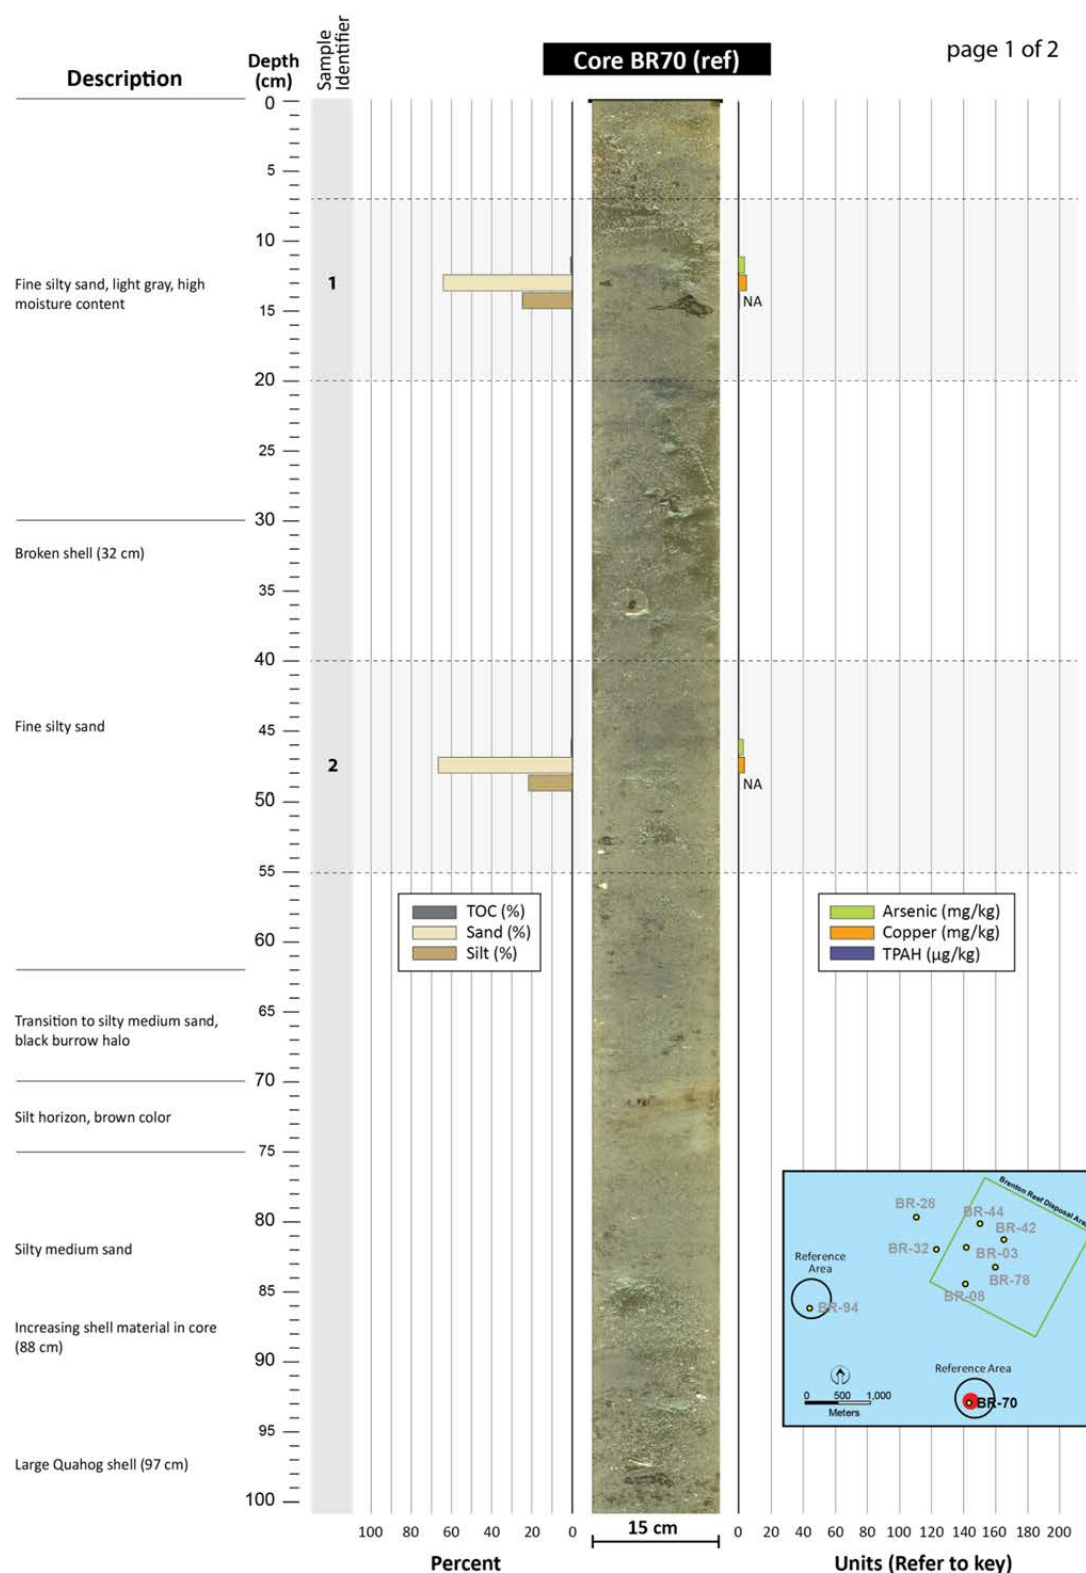 page 1 of 2
Core BR70 (ref)
Description
Depth
(cm)
Sample
Identifier
0
5
10
15
20
25
30
35
40
45
50
55
60
65
70
75
80
85
90
95
100
Fine silty sand, light gray, high
moisture content
Broken shell (32 cm)
Fine silty sand
Transition to silty medium sand,
black burrow halo
Silt horizon, brown color
Silty medium sand
Increasing shell material in core
(88 cm)
Large Quahog shell (97 cm)
1
2
NA
NA
TOC (%)
Sand (%)
Silt (%)
Arsenic (mg/kg)
Copper (mg/kg)
TPAH (µg/kg)
Brenton Reef Disposal Area
BR-28
BR-44
BR-42
BR-32
BR-03
BR-78
BR-08
Reference
Area
BR-94
Reference Area
BR-70
0 500 1,000
Meters
100 80 60 40 20 0
15 cm
0 20 40 60 80 100 120 140 160 180 200
Percent
Units (Refer to key)